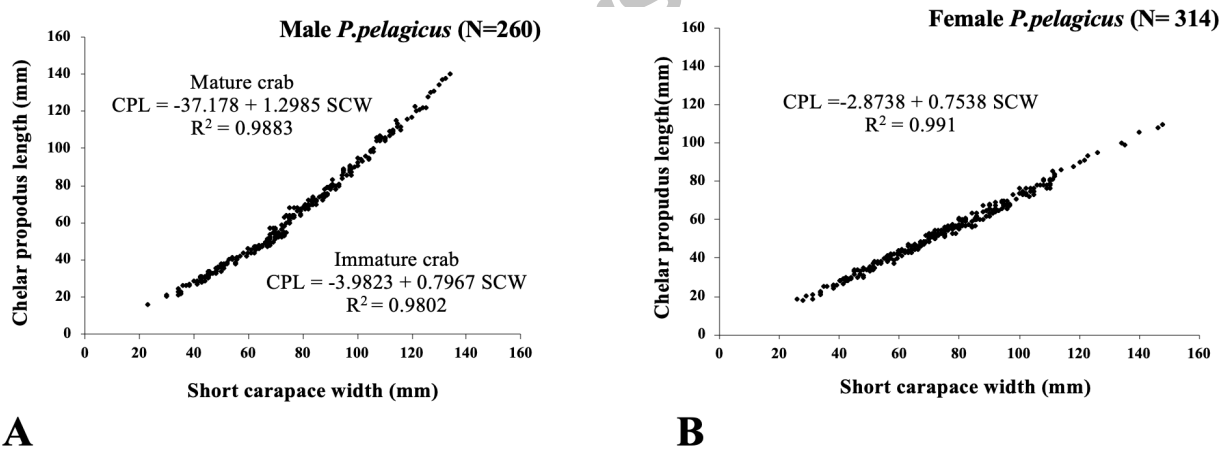 Male P.pelagicus (N=260)
160
140
120
100
80
60
40
20
0
Chelar propodus length (mm)
Mature crab
CPL = -37.178 + 1.2985 SCW
R² = 0.9883
Immature crab
CPL = -3.9823 + 0.7967 SCW
R² = 0.9802
0 20 40 60 80 100 120 140 160
Short carapace width (mm)
A
Female P.pelagicus (N= 314)
160
140
120
100
80
60
40
20
0
Chelar propudus length(mm)
CPL =-2.8738 + 0.7538 SCW
R² = 0.991
0 20 40 60 80 100 120 140 160
Short carapace width (mm)
B